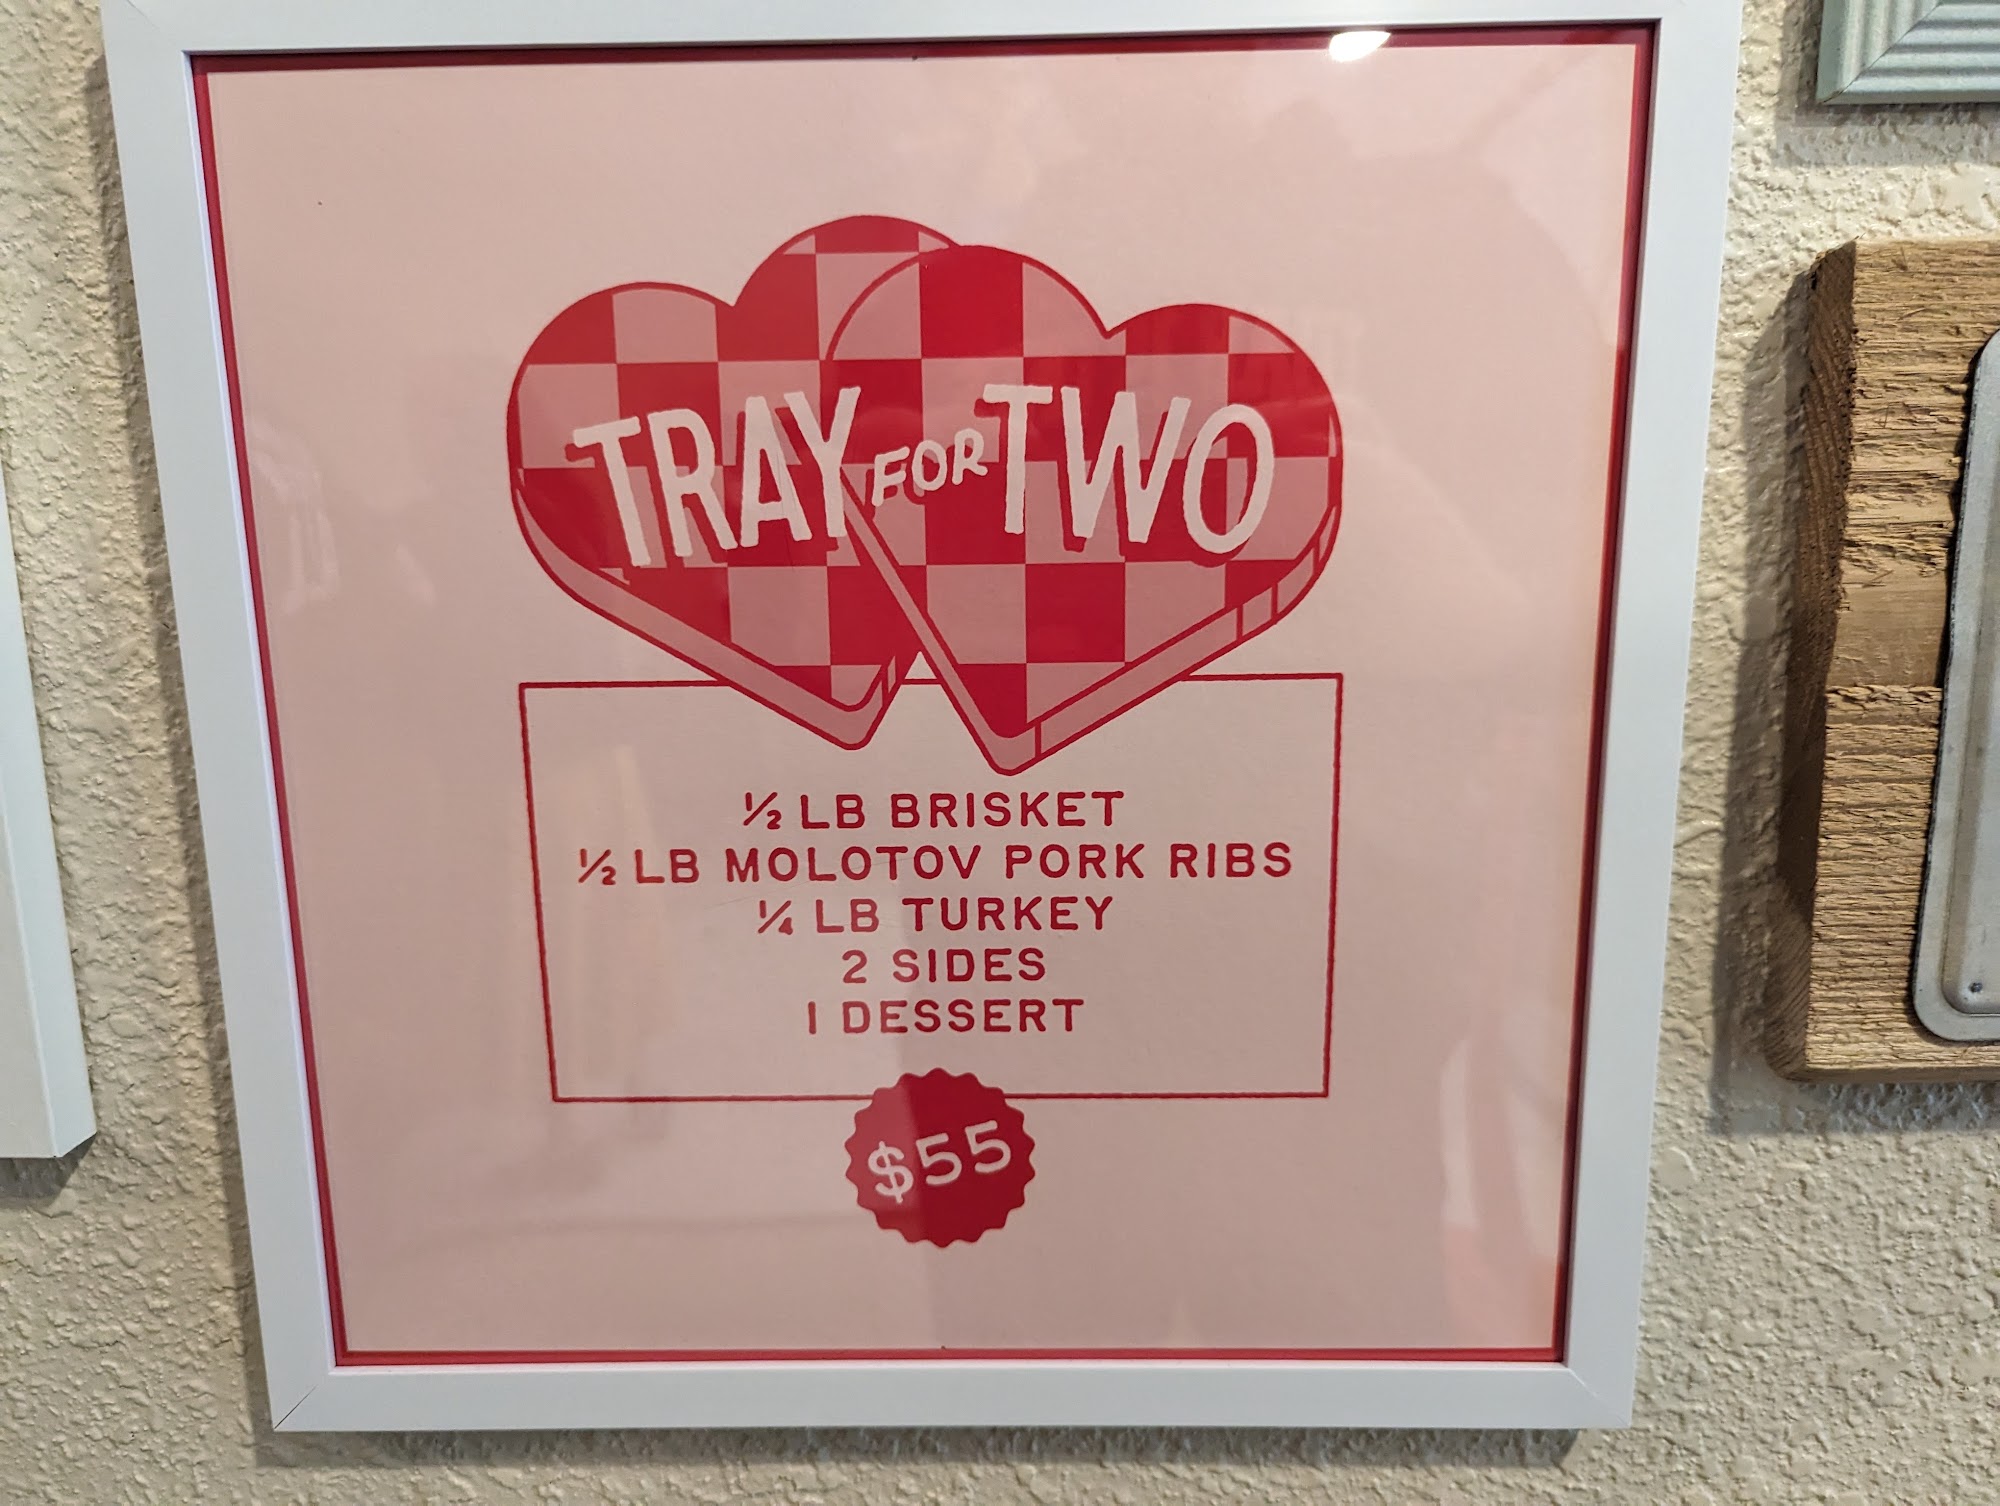 TRAY FOR TWO
½ LB BRISKET
½ LB MOLOTOV PORK RIBS
¼ LB TURKEY
2 SIDES
1 DESSERT
$55